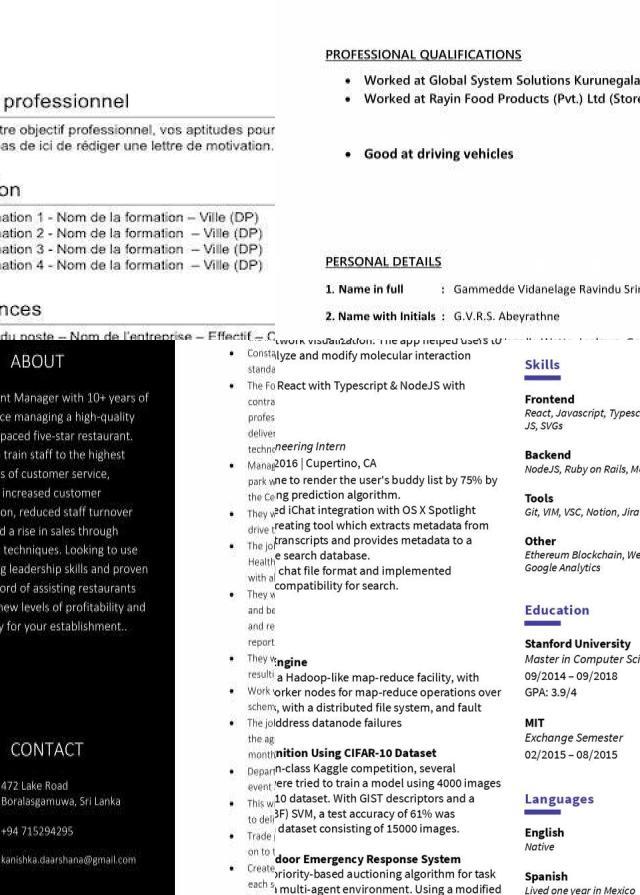 professionnel
tre objectif professionnel, vos aptitudes pour
as de ici de rédiger une lettre de motivation.
on
ation 1 - Nom de la formation – Ville (DP)
ation 2 - Nom de la formation – Ville (DP)
ation 3 - Nom de la formation – Ville (DP)
ation 4 - Nom de la formation – Ville (DP)
nces
du poste – Nom de l'entreprise – Effectif – C
PROFESSIONAL QUALIFICATIONS
• Worked at Global System Solutions Kurunegala
• Worked at Rayin Food Products (Pvt.) Ltd (Store
• Good at driving vehicles
PERSONAL DETAILS
1. Name in full : Gammedde Vidanelage Ravindu Srin
2. Name with Initials : G.V.R.S. Abeyrathne
ABOUT
nt Manager with 10+ years of
ce managing a high-quality
paced five-star restaurant.
train staff to the highest
s of customer service,
increased customer
on, reduced staff turnover
d a rise in sales through
techniques. Looking to use
g leadership skills and proven
ord of assisting restaurants
new levels of profitability and
y for your establishment..
CONTACT
472 Lake Road
Boralasgamuwa, Sri Lanka
+94 715294295
kanishka.daarshana@gmail.com
• Consta
standa
• The Fo
contra
profes
deliver
techno
• Manag
park w
the Ce
• They w
drive t
• The jo
Health
with al
• They w
and be
and re
report
• They w
resulti
• Work
schem
• The jo
the ag
month
• Depart
event
• This w
to deli
• Trade
on to t
• Create
each s
twork visualization. The app helped users to
lyze and modify molecular interaction
React with Typescript & NodeJS with
neering Intern
2016 | Cupertino, CA
ne to render the user's buddy list by 75% by
ng prediction algorithm.
ed iChat integration with OS X Spotlight
reating tool which extracts metadata from
transcripts and provides metadata to a
e search database.
chat file format and implemented
compatibility for search.
ngine
a Hadoop-like map-reduce facility, with
orker nodes for map-reduce operations over
, with a distributed file system, and fault
ddress datanode failures
nition Using CIFAR-10 Dataset
n-class Kaggle competition, several
ere tried to train a model using 4000 images
10 dataset. With GIST descriptors and a
BF) SVM, a test accuracy of 61% was
dataset consisting of 15000 images.
door Emergency Response System
priority-based auctioning algorithm for task
multi-agent environment. Using a modified
Skills
Frontend
React, Javascript, Typesc
JS, SVGs
Backend
NodeJS, Ruby on Rails, M
Tools
Git, VIM, VSC, Notion, Jira
Other
Ethereum Blockchain, We
Google Analytics
Education
Stanford University
Master in Computer Sci
09/2014 – 09/2018
GPA: 3.9/4
MIT
Exchange Semester
02/2015 – 08/2015
Languages
English
Native
Spanish
Lived one year in Mexico